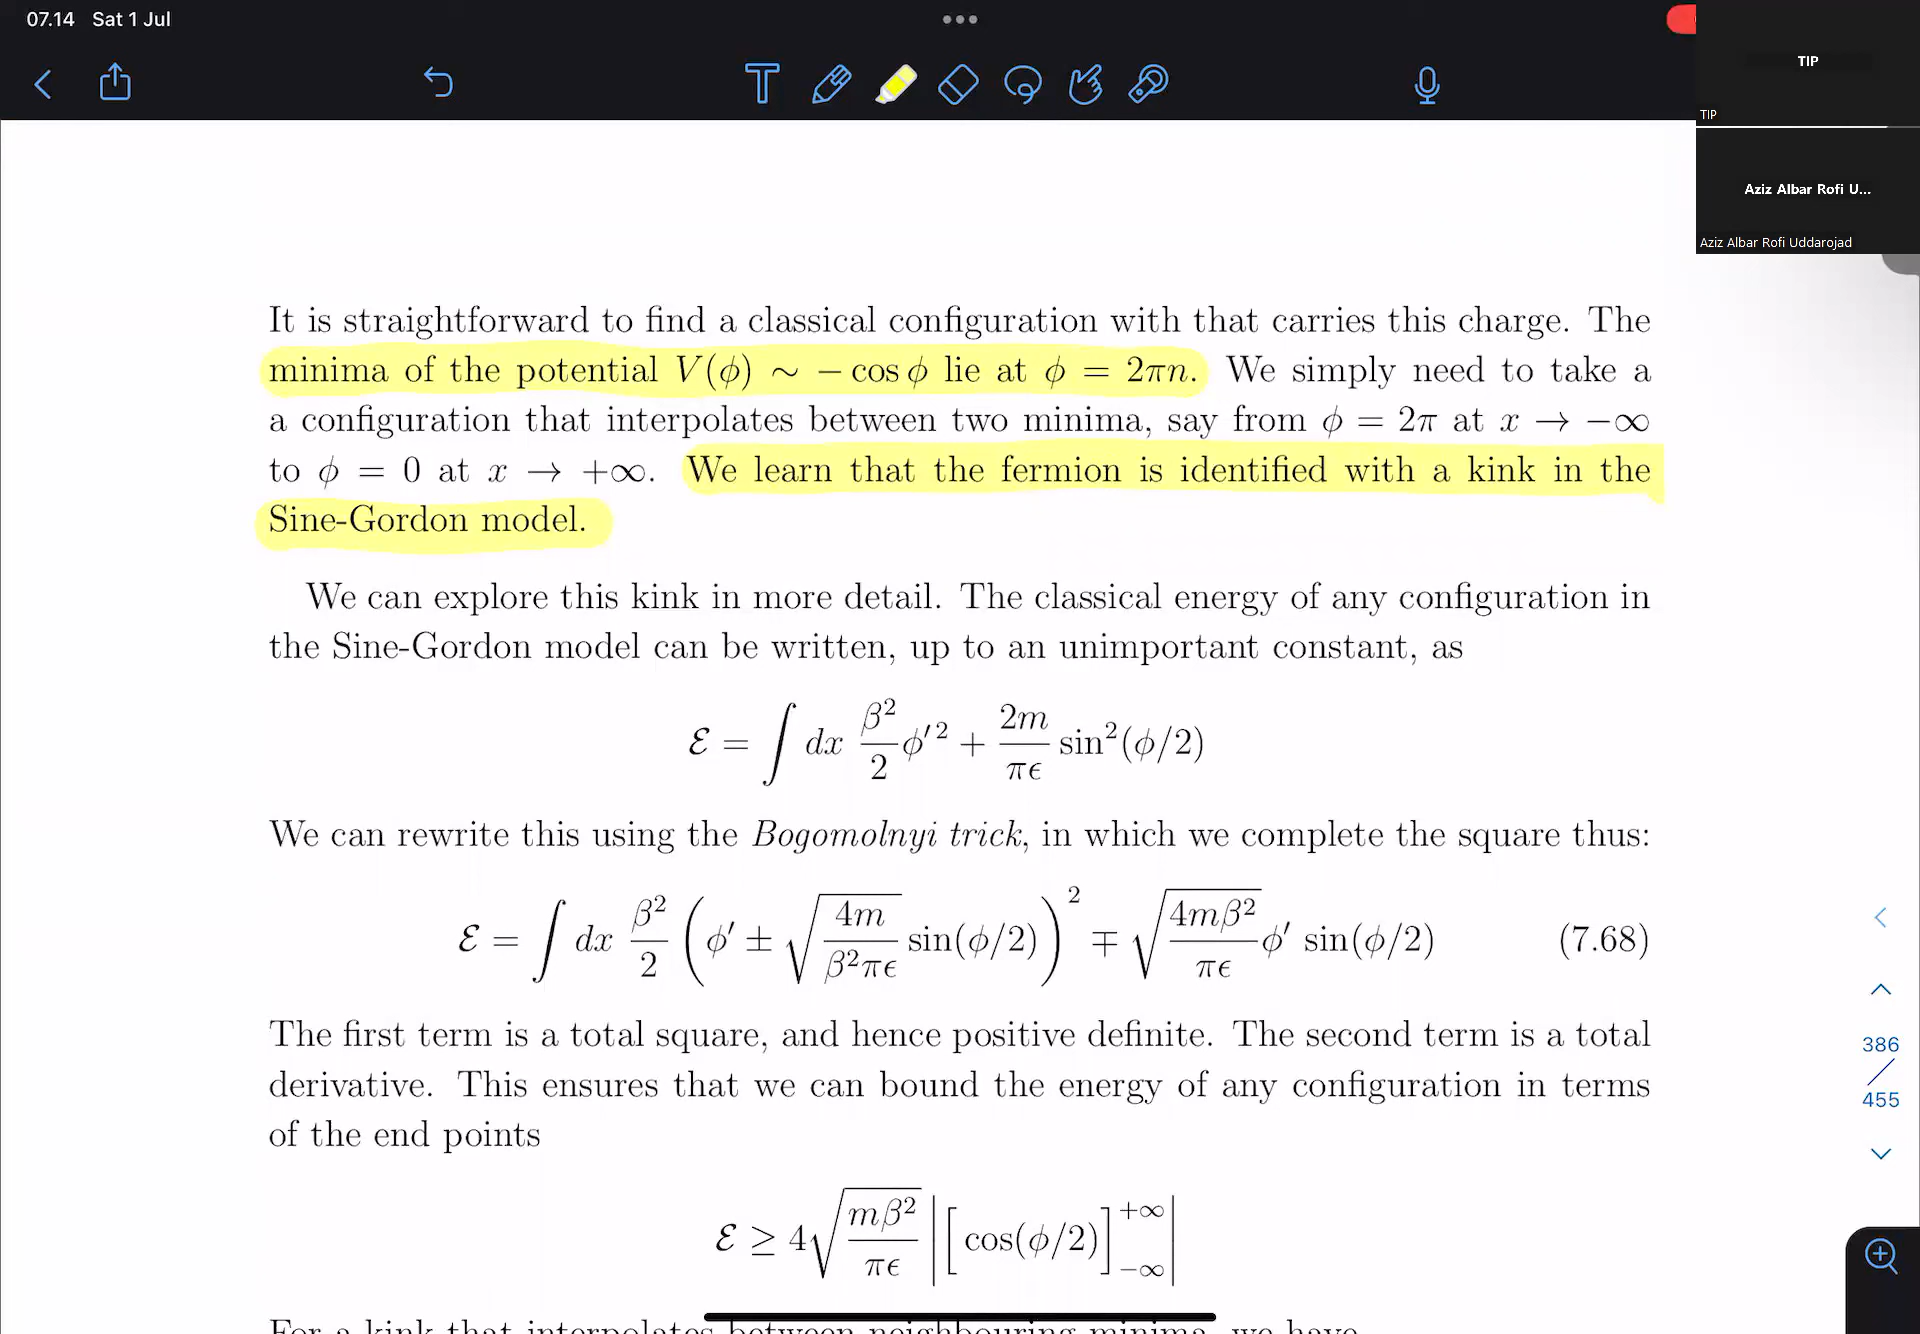 07.14 Sat 1 Jul
TIP
TIP
Aziz Albar Rofi U...
Aziz Albar Rofi Uddarojad
It is straightforward to find a classical configuration with that carries this charge. The
minima of the potential V(ϕ) ∼ − cos ϕ lie at ϕ = 2πn. We simply need to take a
a configuration that interpolates between two minima, say from ϕ = 2π at x → −∞
to ϕ = 0 at x → +∞. We learn that the fermion is identified with a kink in the
Sine-Gordon model.
We can explore this kink in more detail. The classical energy of any configuration in
the Sine-Gordon model can be written, up to an unimportant constant, as
ℰ = ∫ dx β²/2 ϕ′² + 2m/πϵ sin²(ϕ/2)
We can rewrite this using the Bogomolnyi trick, in which we complete the square thus:
ℰ = ∫ dx β²/2 (ϕ′ ± √(4m/β²πϵ) sin(ϕ/2))² ∓ √(4mβ²/πϵ) ϕ′ sin(ϕ/2) (7.68)
The first term is a total square, and hence positive definite. The second term is a total
derivative. This ensures that we can bound the energy of any configuration in terms
of the end points
ℰ ≥ 4√(mβ²/πϵ) |[cos(ϕ/2)]₋∞⁺∞|
For a kink that interpolates between neighbouring minima, we have
386
/
455